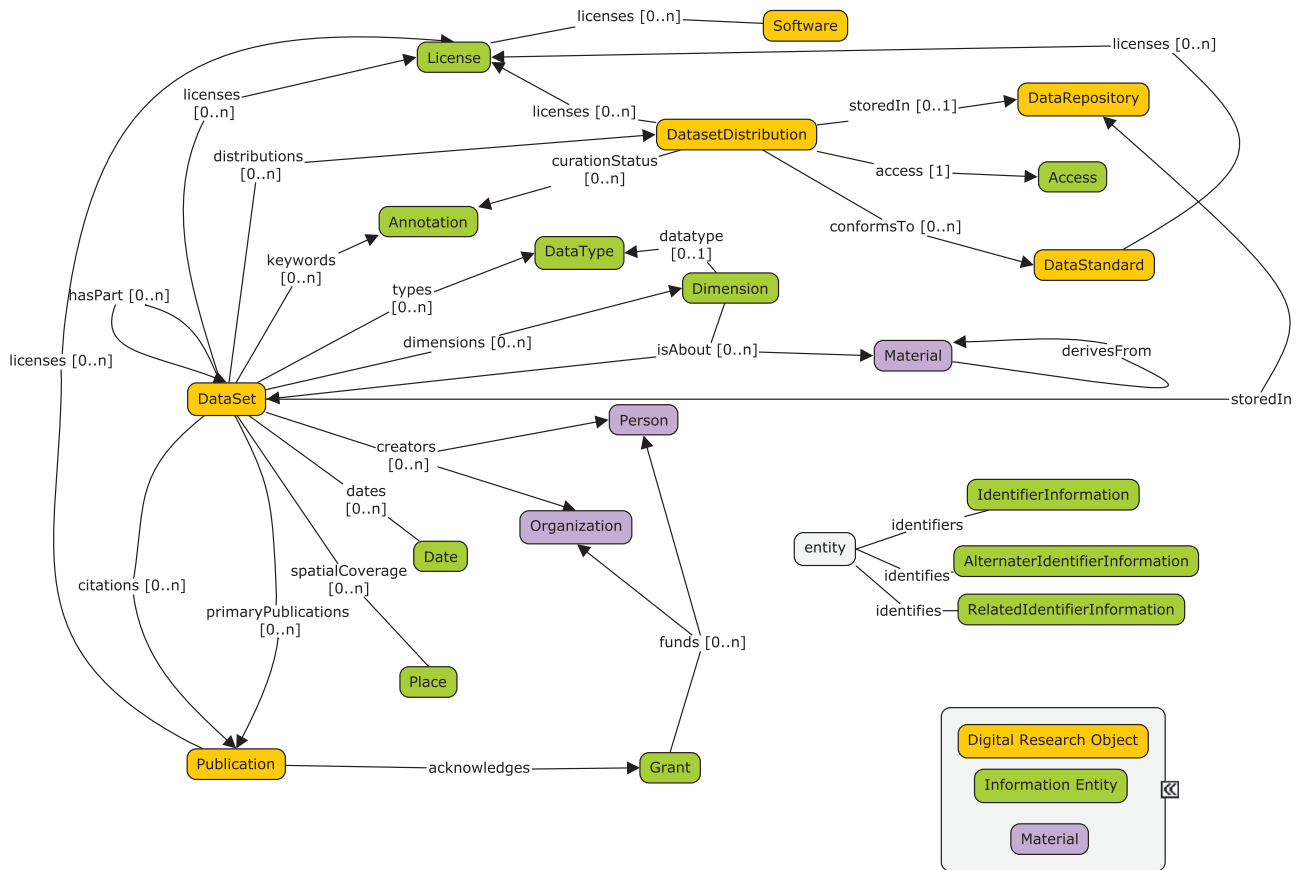 licenses [0..n]
Software
License
licenses [0..n]
licenses
[0..n]
licenses [0..n]
storedIn [0..1]
DataRepository
DatasetDistribution
distributions
[0..n]
curationStatus
[0..n]
access [1]
Access
Annotation
conformsTo [0..n]
keywords
[0..n]
DataType
datatype
[0..1]
DataStandard
hasPart [0..n]
types
[0..n]
Dimension
dimensions [0..n]
isAbout [0..n]
Material
derivesFrom
licenses [0..n]
DataSet
storedIn
Person
creators
[0..n]
dates
[0..n]
Organization
IdentifierInformation
identifiers
entity
Date
AlternaterIdentifierInformation
identifies
spatialCoverage
[0..n]
citations [0..n]
primaryPublications
[0..n]
RelatedIdentifierInformation
identifies
funds [0..n]
Place
Publication
acknowledges
Grant
Digital Research Object
Information Entity
Material